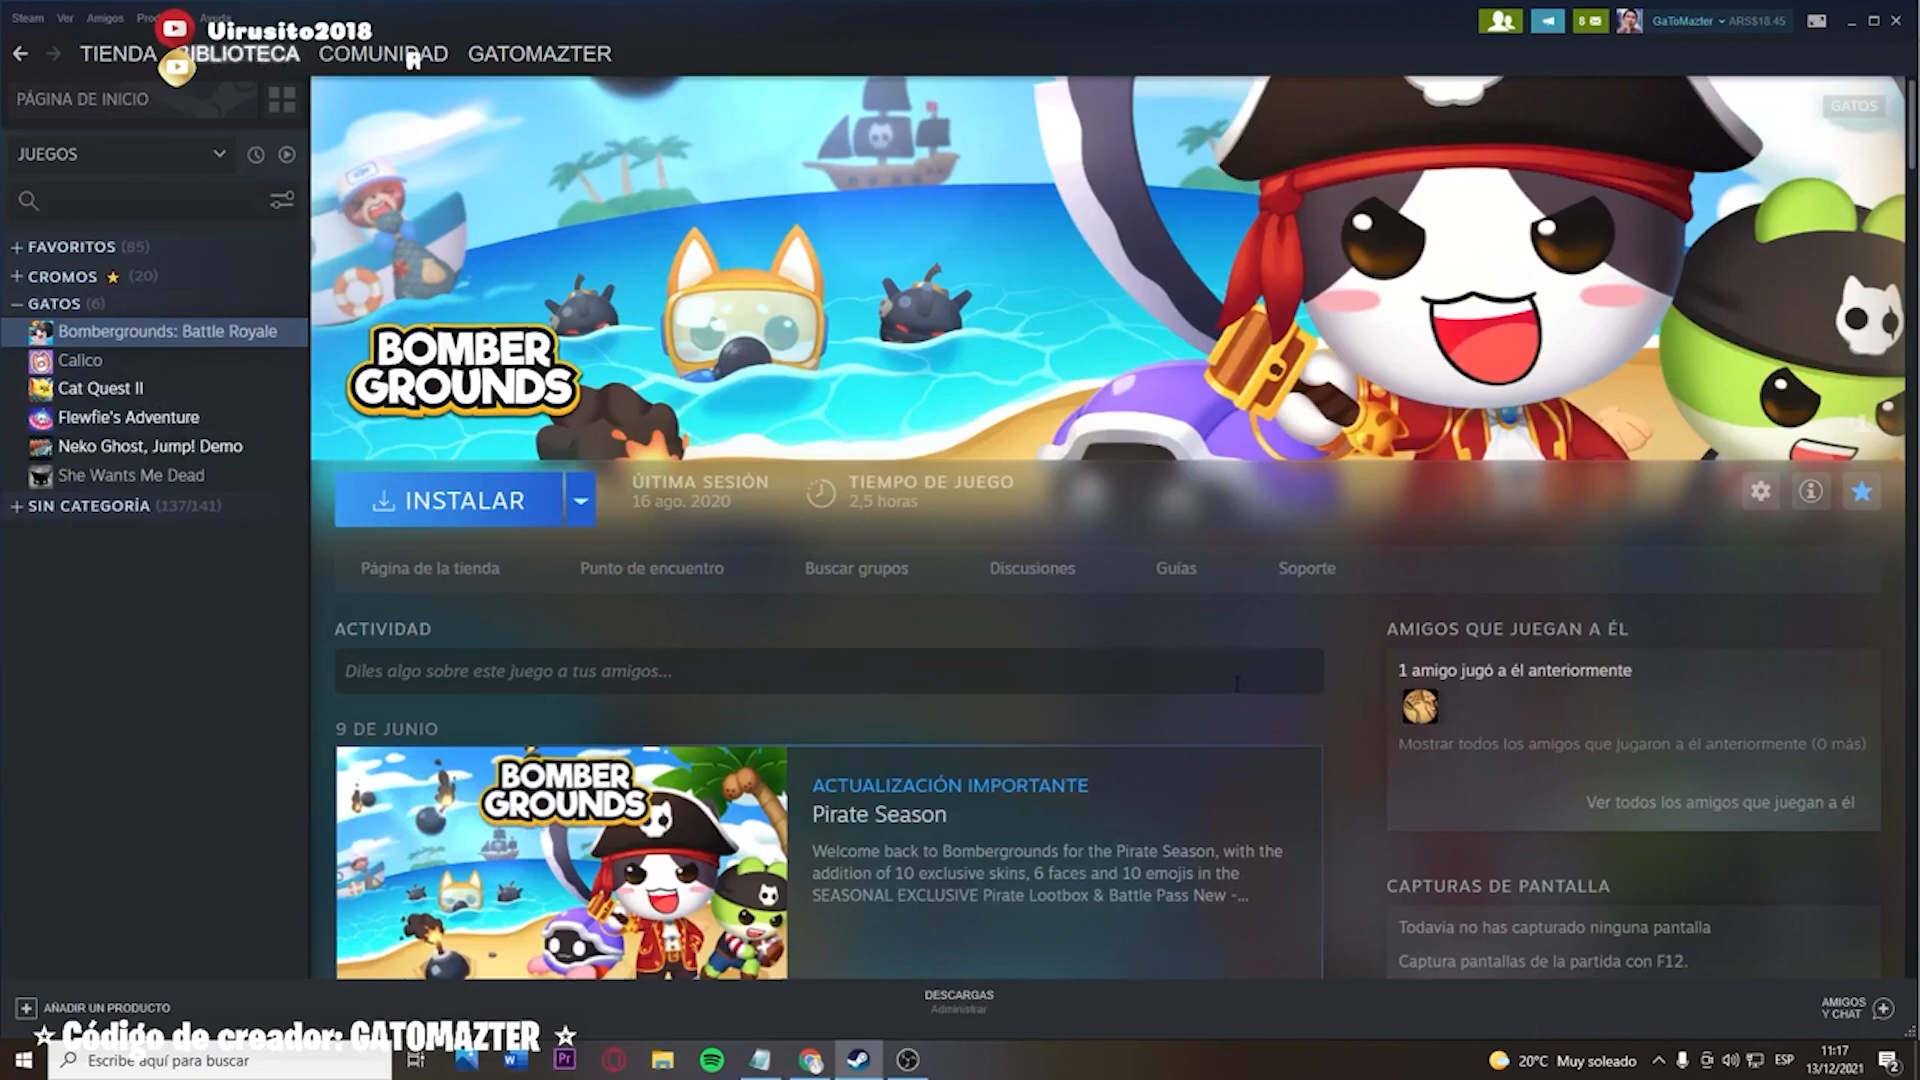 Steam Ver Amigos
Uirusito2018
GaToMazter ARS$18.45
8
TIENDA BIBLIOTECA COMUNIDAD GATOMAZTER
R
PÁGINA DE INICIO
GATOS
JUEGOS
+ FAVORITOS (85)
+ CROMOS ★ (20)
— GATOS (6)
Bombergrounds: Battle Royale
Calico
Cat Quest II
Flewfie's Adventure
Neko Ghost, Jump! Demo
She Wants Me Dead
+ SIN CATEGORÍA (137/141)
BOMBER
GROUNDS
INSTALAR
ÚLTIMA SESIÓN
16 ago. 2020
TIEMPO DE JUEGO
2,5 horas
Página de la tienda Punto de encuentro Buscar grupos Discusiones Guías Soporte
ACTIVIDAD
Diles algo sobre este juego a tus amigos...
9 DE JUNIO
BOMBER
GROUNDS
ACTUALIZACIÓN IMPORTANTE
Pirate Season
Welcome back to Bombergrounds for the Pirate Season, with the
addition of 10 exclusive skins, 6 faces and 10 emojis in the
SEASONAL EXCLUSIVE Pirate Lootbox & Battle Pass New -...
AMIGOS QUE JUEGAN A ÉL
1 amigo jugó a él anteriormente
Mostrar todos los amigos que jugaron a él anteriormente (0 más)
Ver todos los amigos que juegan a él
CAPTURAS DE PANTALLA
Todavía no has capturado ninguna pantalla
Captura pantallas de la partida con F12.
AÑADIR UN PRODUCTO
DESCARGAS
Administrar
AMIGOS
Y CHAT
☆ Código de creador: GATOMAZTER ☆
Escribe aquí para buscar
W
Pr
20°C Muy soleado
ESP
11:17
13/12/2021
2